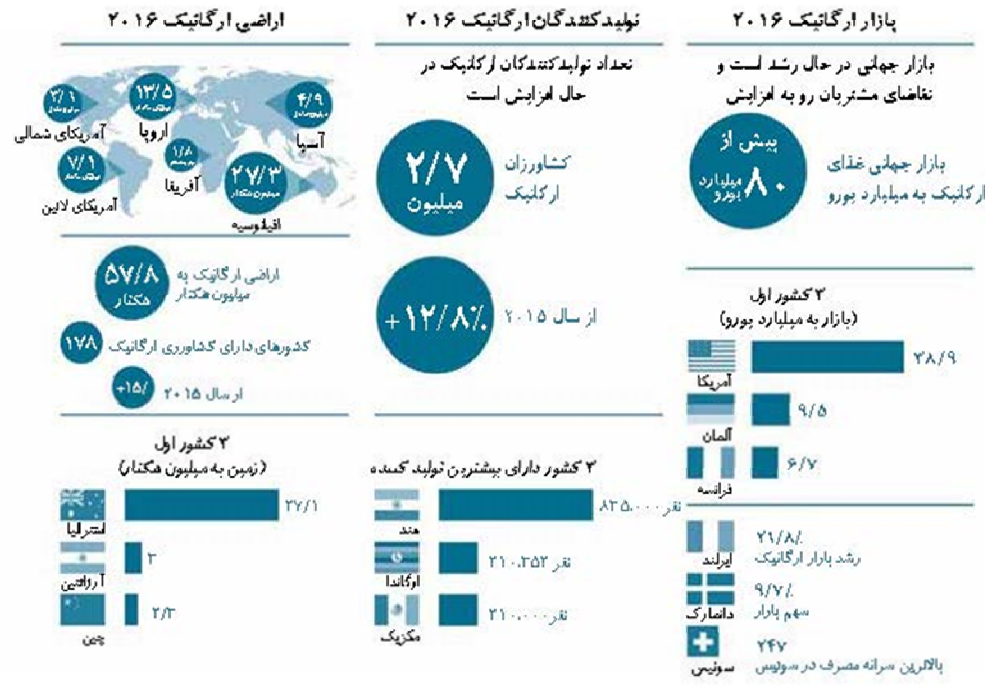 بازار ارگانیک ۲۰۱۶
بازار جهانی در حال رشد است و
تقاضای مشتریان رو به افزایش
بیش از
۸۰ میلیارد یورو
بازار جهانی غذای
ارگانیک به میلیارد یورو
۳ کشور اول
(بازار به میلیارد یورو)
آمریکا
۳۸/۹
آلمان
۹/۵
فرانسه
۶/۷
ایرلند
۲۱/۸٪
رشد بازار ارگانیک
دانمارک
۹/۷٪
سهم بازار
سوئیس
۲۴۷
بالاترین سرانه مصرف در سوئیس
تولیدکنندگان ارگانیک ۲۰۱۶
تعداد تولیدکنندگان ارگانیک در
حال افزایش است
۲/۷
میلیون
کشاورزان
ارگانیک
+۱۲/۸٪
از سال ۲۰۱۵
۳ کشور دارای بیشترین تولید کننده
هند
۸۳۵.۰۰۰ نفر
اوگاندا
۲۱۰.۳۵۲ نفر
مکزیک
۲۱۰.۰۰۰ نفر
اراضی ارگانیک ۲۰۱۶
۳/۱
آمریکای شمالی
۱۳/۵
اروپا
۴/۹
آسیا
۷/۱
آمریکای لاتین
۱/۸
آفریقا
۲۷/۳
میلیون هکتار
اقیانوسیه
۵۷/۸
هکتار
اراضی ارگانیک به
میلیون هکتار
۱۷۸
کشورهای دارای کشاورزی ارگانیک
+۱۵/
از سال ۲۰۱۵
۳ کشور اول
(زمین به میلیون هکتار)
استرالیا
۲۷/۱
آرژانتین
۳
چین
۲/۳